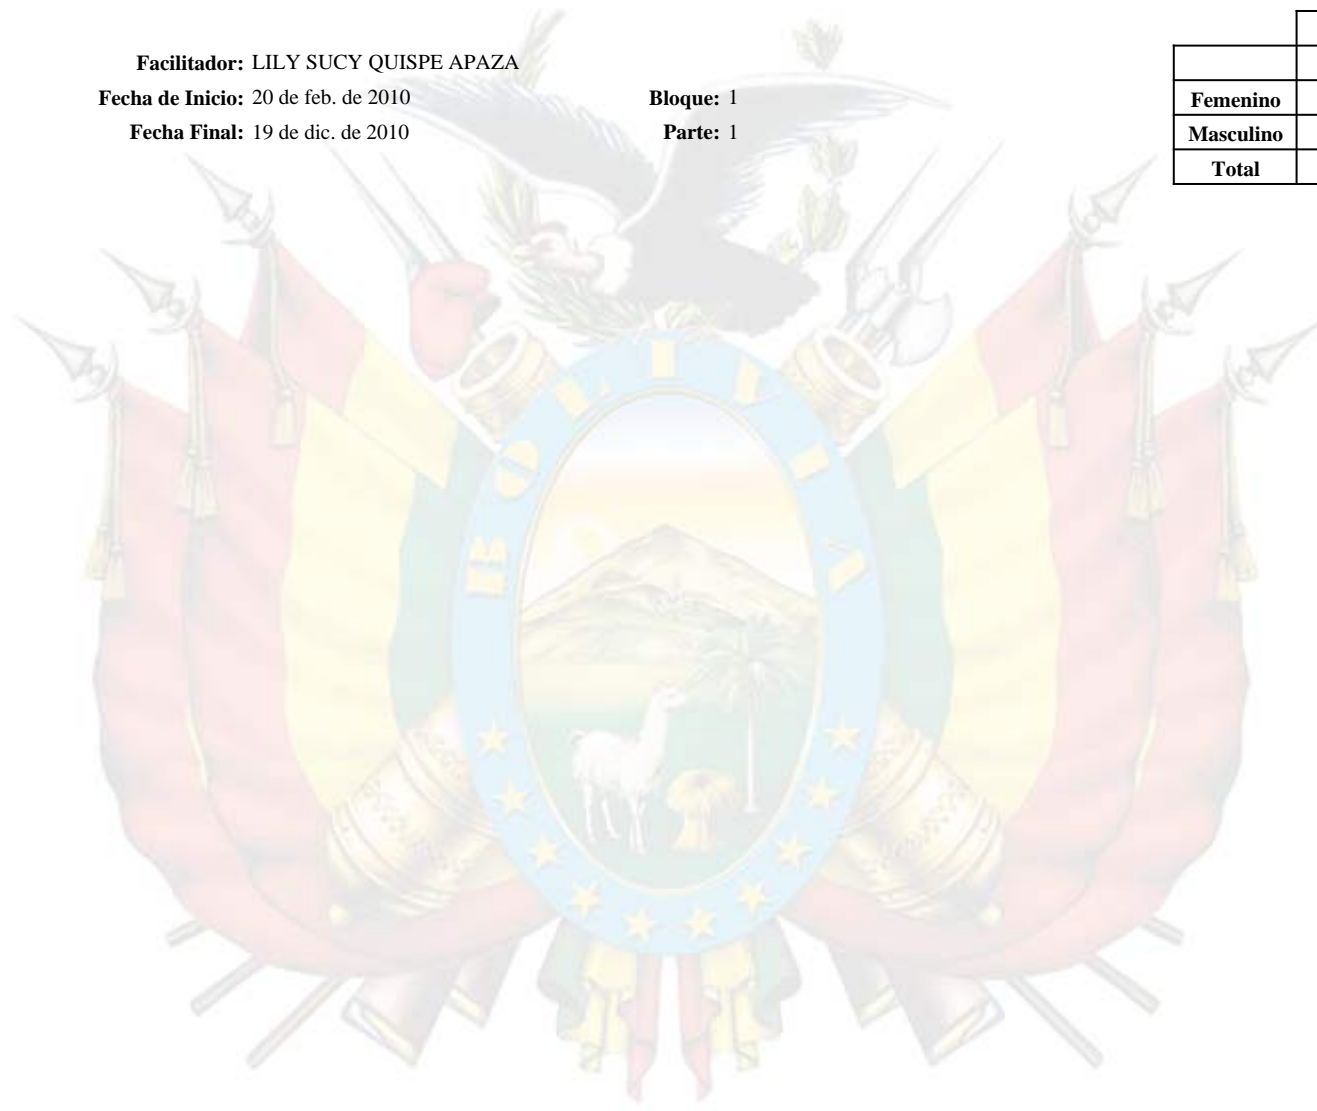 Facilitador: LILY SUCY QUISPE APAZA
Fecha de Inicio: 20 de feb. de 2010 Bloque: 1
Fecha Final: 19 de dic. de 2010 Parte: 1
Femenino
Masculino
Total
BOLIVIA